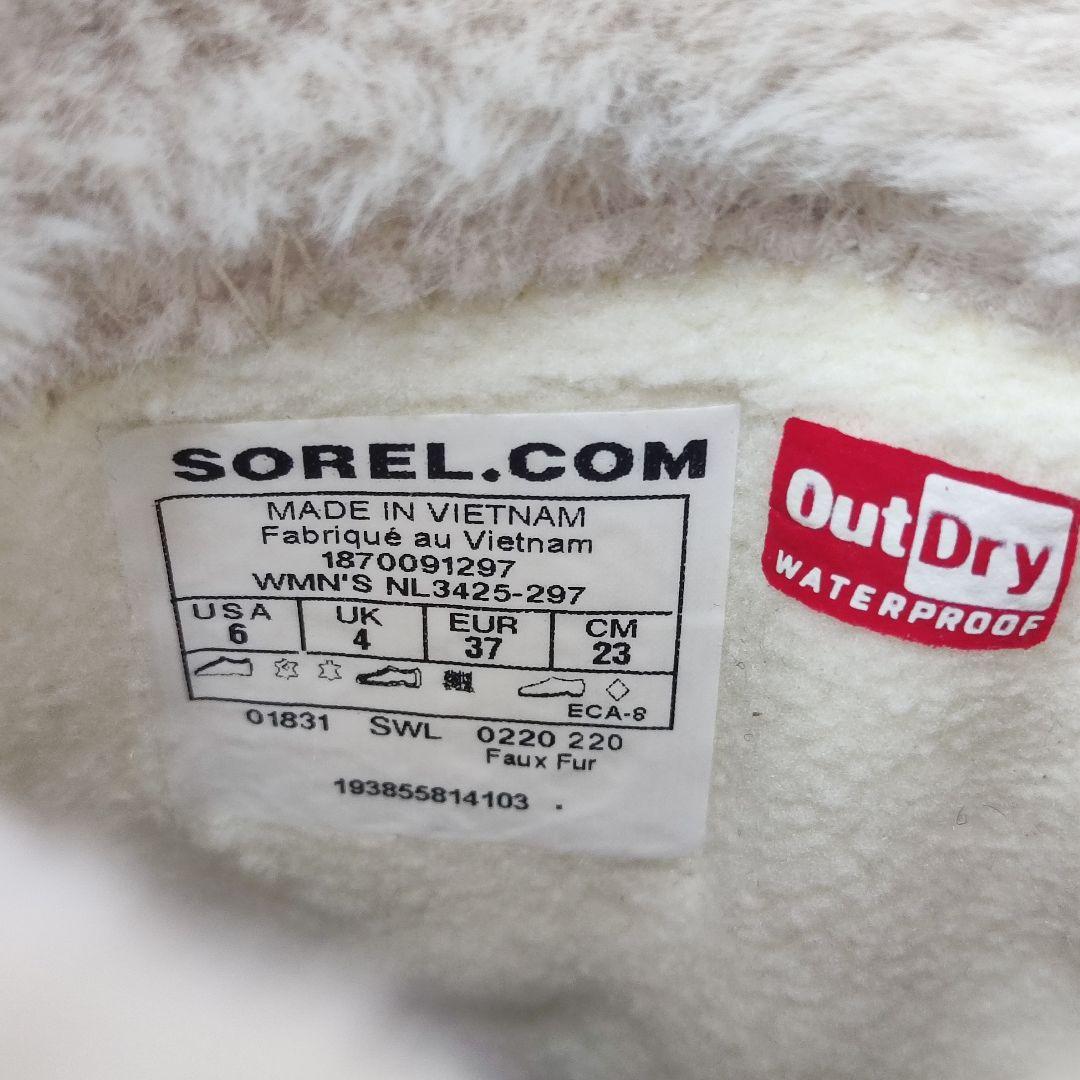 SOREL.COM
MADE IN VIETNAM
Fabriqué au Vietnam
1870091297
WMN'S NL3425-297
USA UK EUR CM
6 4 37 23
ECA-8
01831 SWL 0220 220
Faux Fur
193855814103 .
OutDry
WATERPROOF